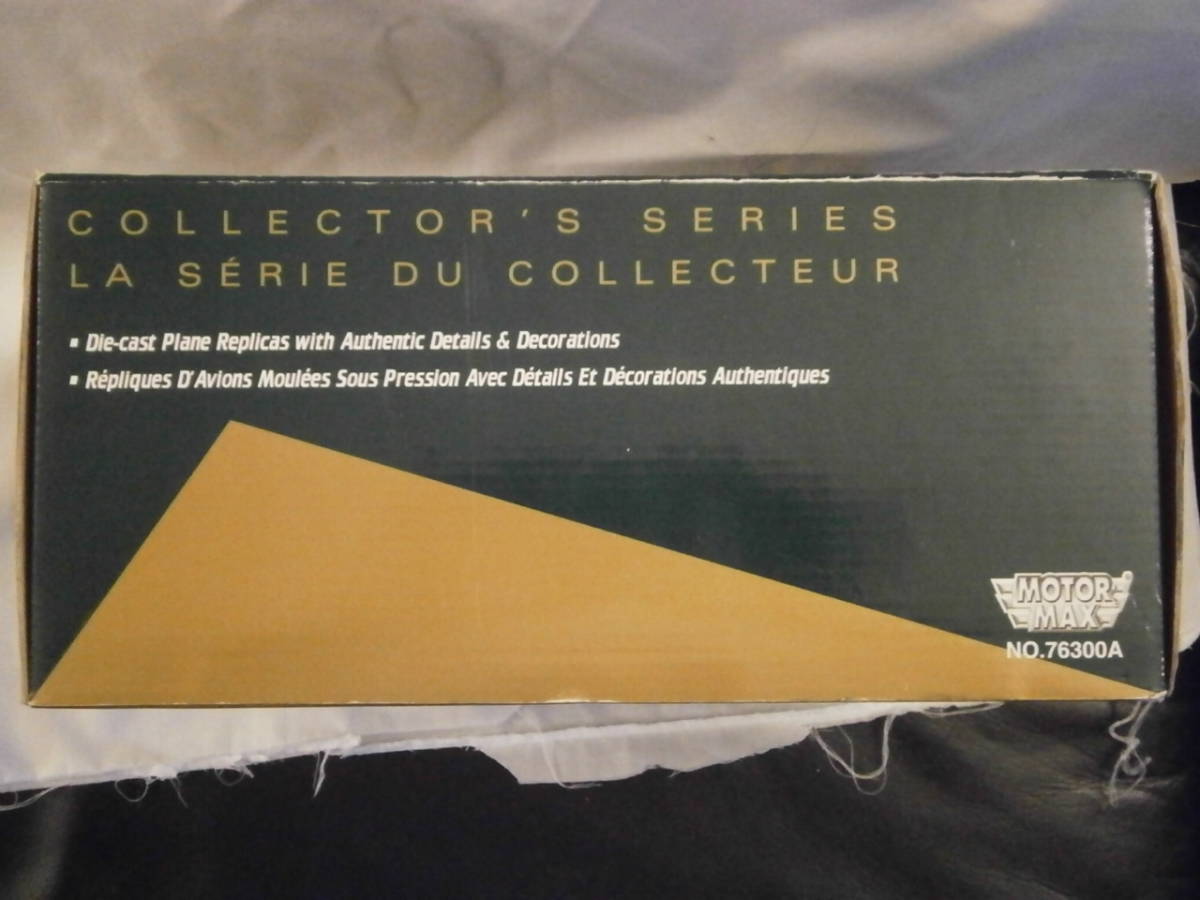 COLLECTOR'S SERIES
LA SÉRIE DU COLLECTEUR
▪ Die-cast Plane Replicas with Authentic Details & Decorations
▪ Répliques D'Avions Moulées Sous Pression Avec Détails Et Décorations Authentiques
MOTOR
MAX®
NO.76300A